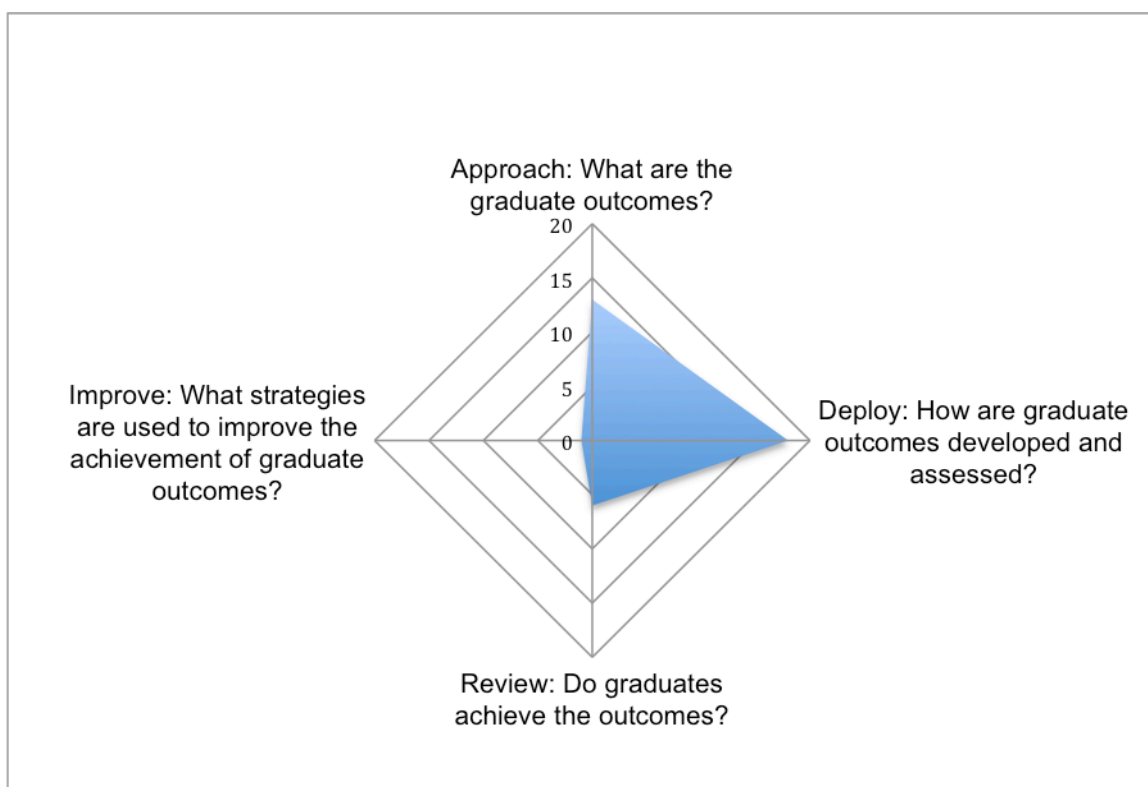 Approach: What are the
graduate outcomes?
20
15
10
5
0
Improve: What strategies
are used to improve the
achievement of graduate
outcomes?
Deploy: How are graduate
outcomes developed and
assessed?
Review: Do graduates
achieve the outcomes?